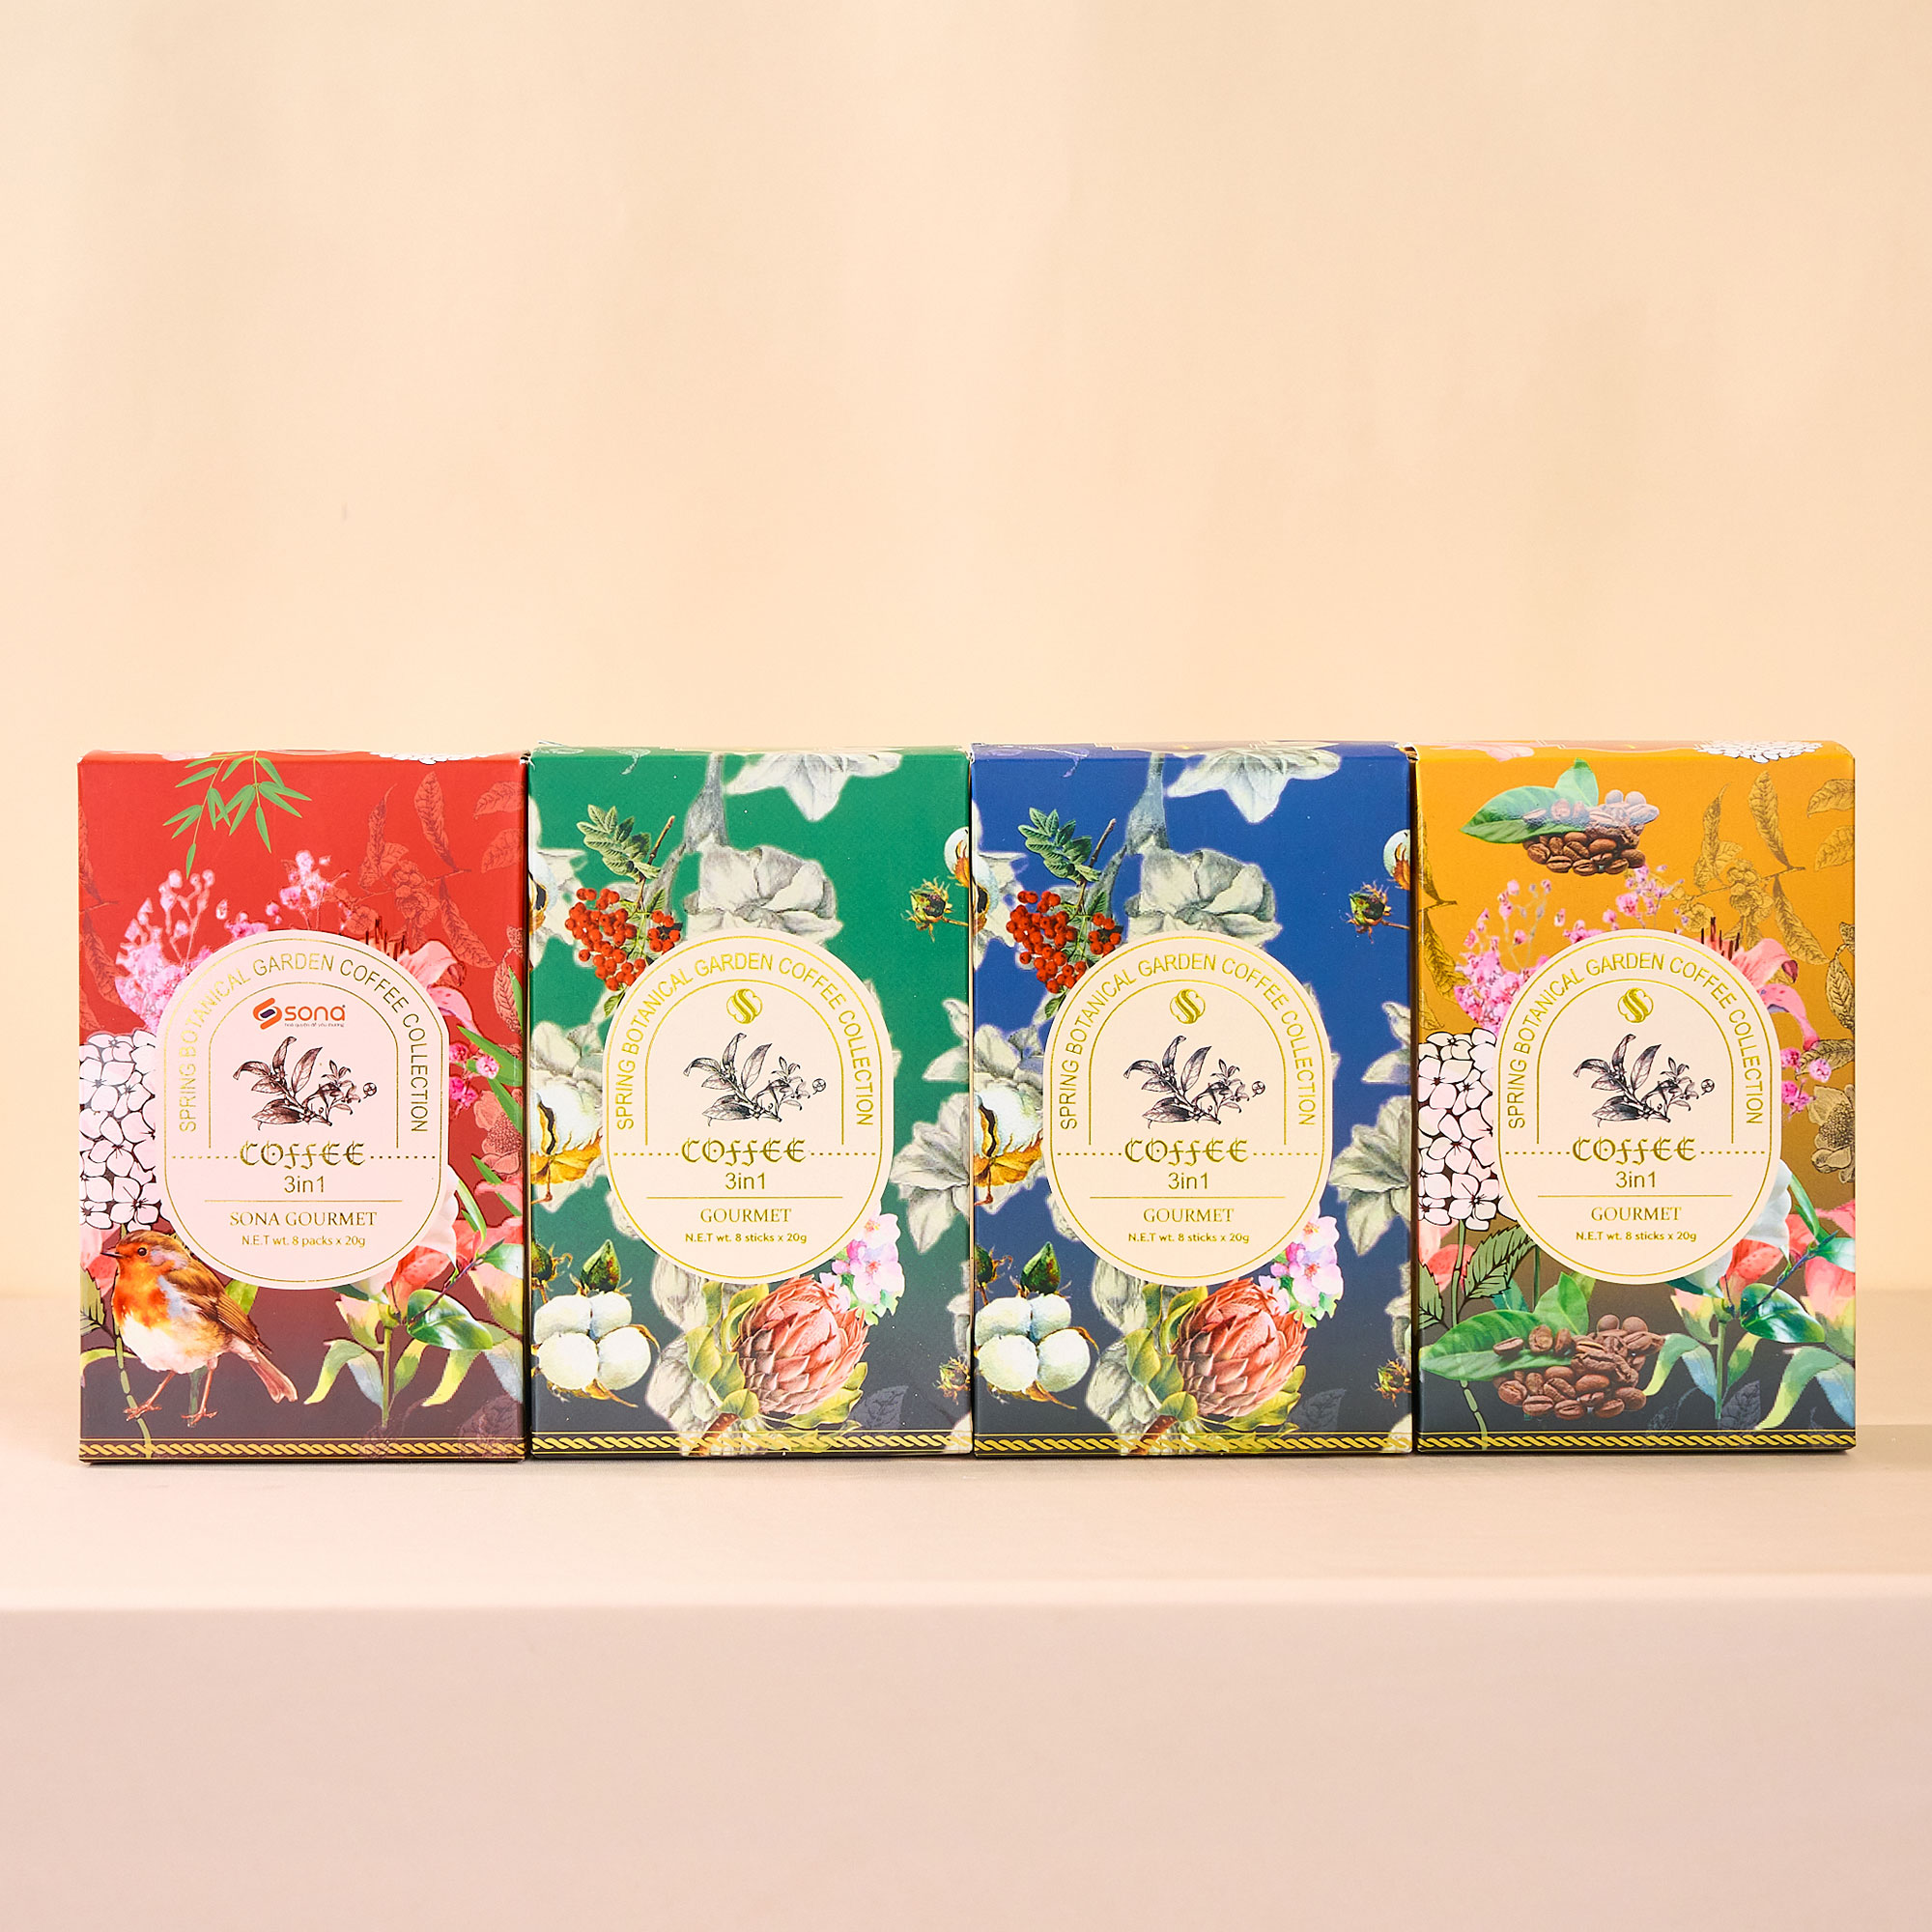 SPRING BOTANICAL GARDEN COFFEE COLLECTION
sona
COFFEE
3in1
SONA GOURMET
N.E.T wt. 8 packs x 20g
SPRING BOTANICAL GARDEN COFFEE COLLECTION
COFFEE
3in1
GOURMET
N.E.T wt. 8 sticks x 20g
SPRING BOTANICAL GARDEN COFFEE COLLECTION
COFFEE
3in1
GOURMET
N.E.T wt. 8 sticks x 20g
SPRING BOTANICAL GARDEN COFFEE COLLECTION
COFFEE
3in1
GOURMET
N.E.T wt. 8 sticks x 20g